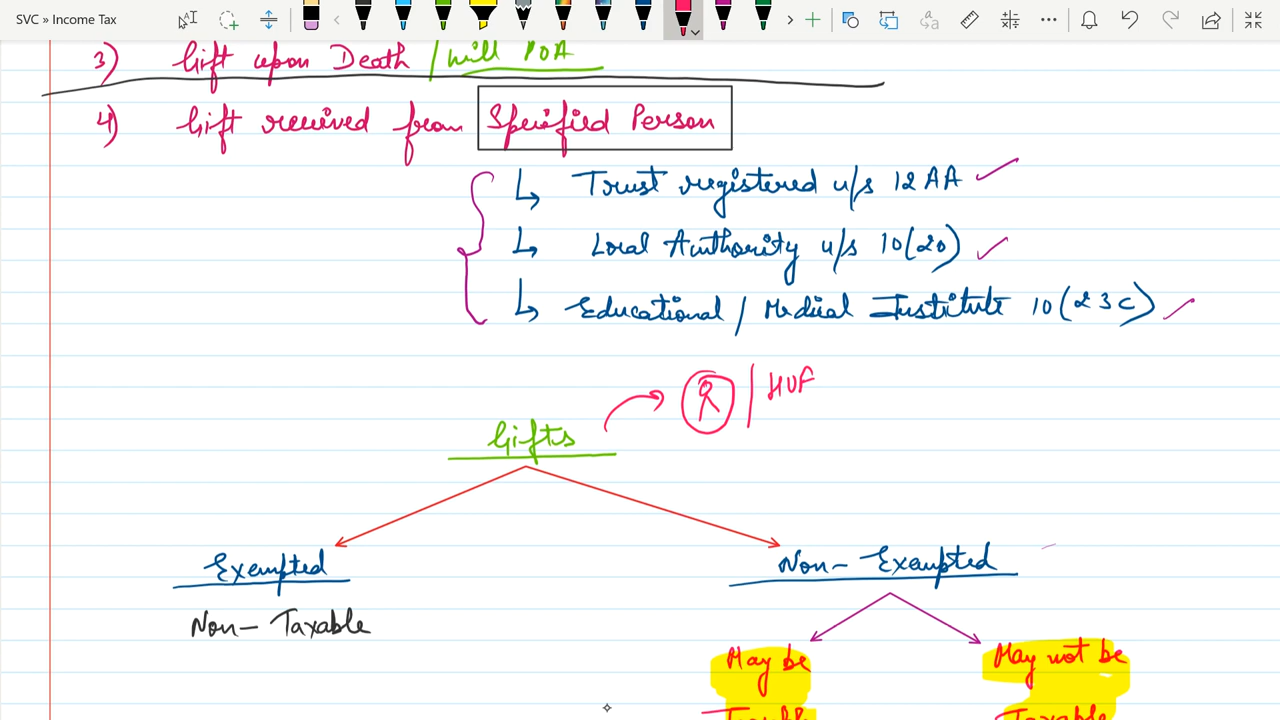 SVC » Income Tax
3) Gift upon Death / Will POA
4) Gift received from Specified Person
↳ Trust registered u/s 12AA ✓
↳ Local Authority u/s 10(20) ✓
↳ Educational / Medical Institute 10(23C) ✓
Gifts → R / HUF
Exempted
Non-Exempted
Non-Taxable
May be
May not be
Taxable
Taxable